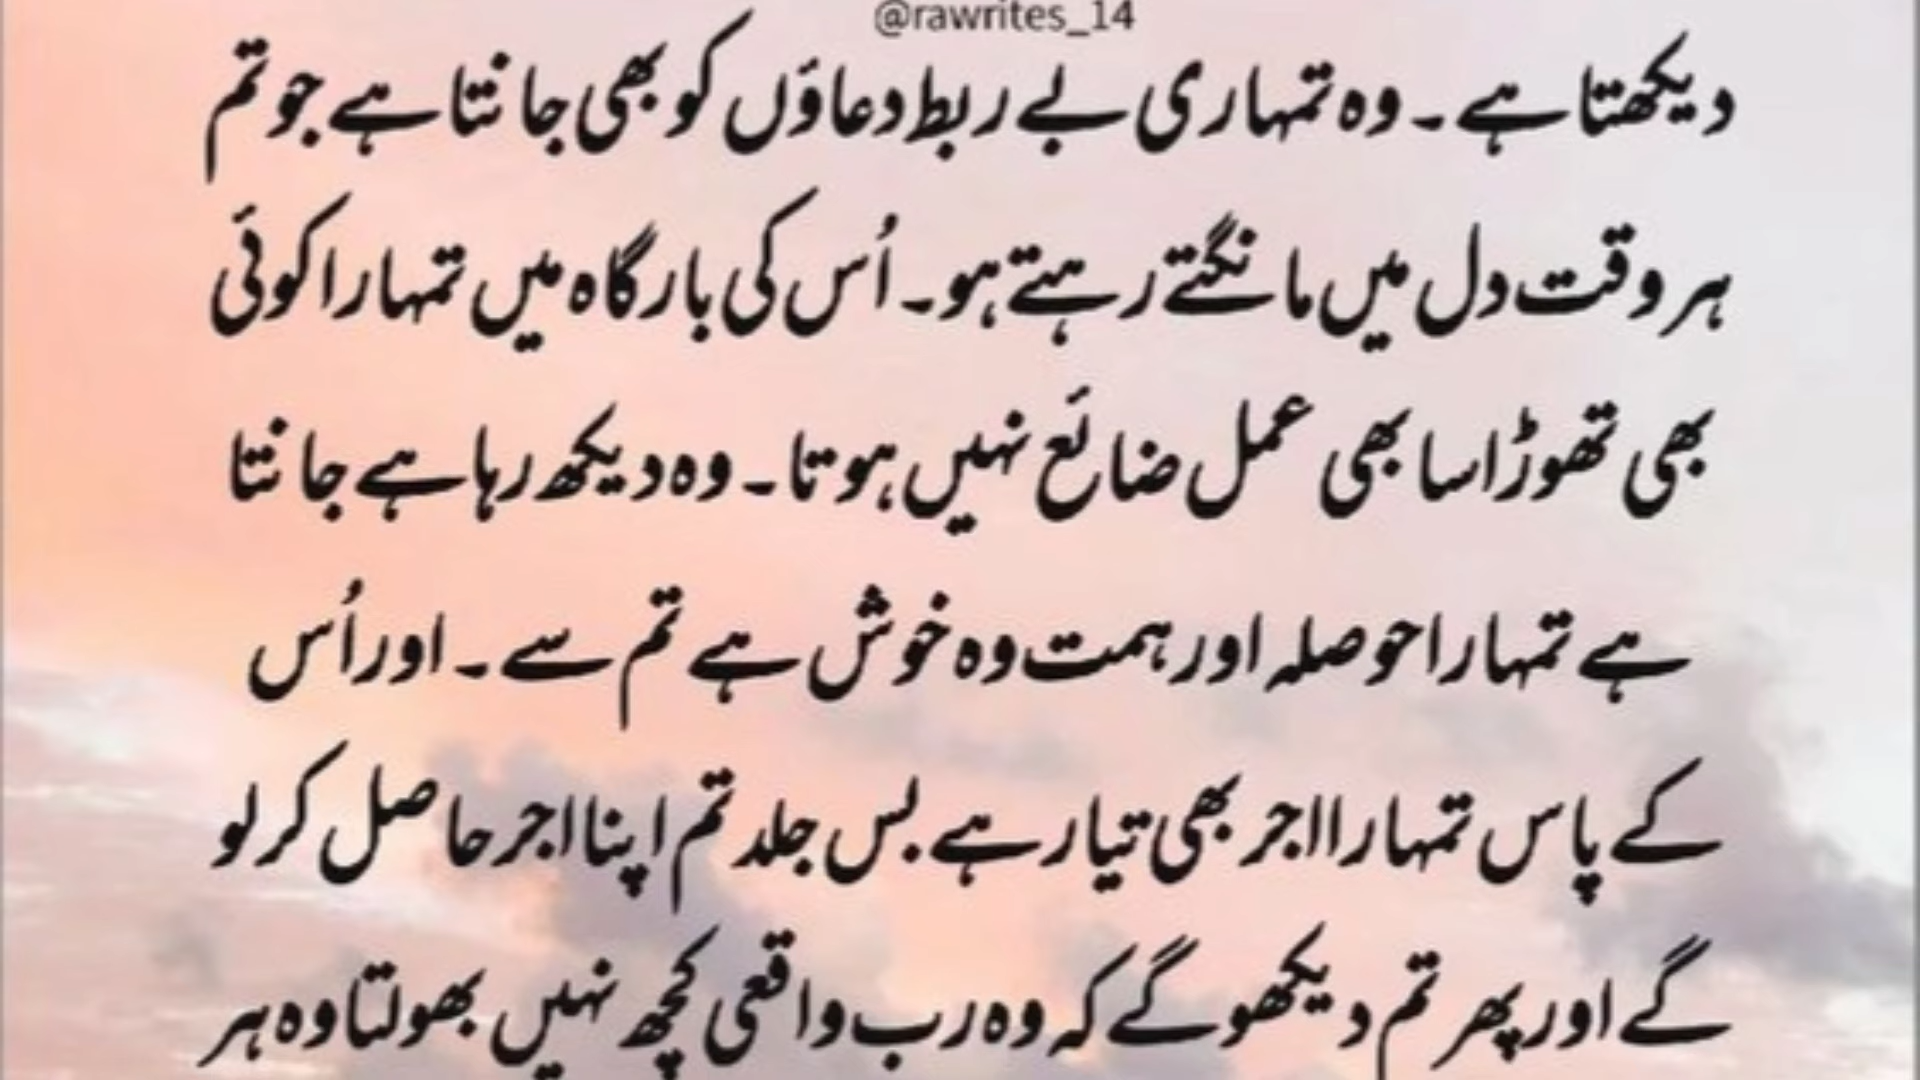 @rawrites_14
دیکھتا ہے۔ وہ تمہاری بے ربط دعاؤں کو بھی جانتا ہے جو تم
ہر وقت دل میں مانگتے رہتے ہو۔ اُس کی بارگاہ میں تمہارا کوئی
بھی تھوڑا سا بھی عمل ضائع نہیں ہوتا۔ وہ دیکھ رہا ہے جانتا
ہے تمہارا حوصلہ اور ہمت وہ خوش ہے تم سے۔ اور اُس
کے پاس تمہارا اجر بھی تیار ہے بس جلد تم اپنا اجر حاصل کر لو
گے اور پھر تم دیکھو گے کہ وہ رب واقعی کچھ نہیں بھولتا وہ ہر